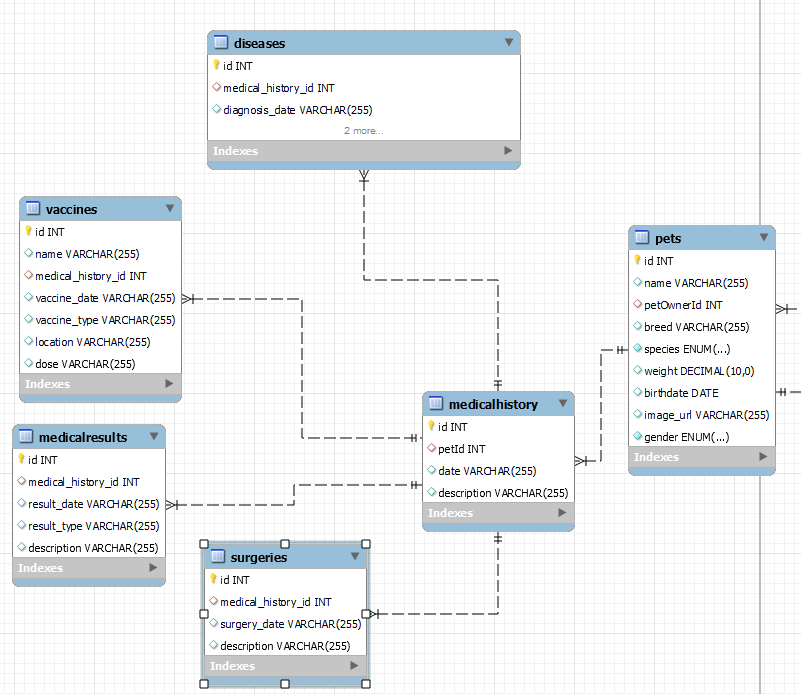 diseases
id INT
medical_history_id INT
diagnosis_date VARCHAR(255)
2 more...
Indexes
vaccines
id INT
name VARCHAR(255)
medical_history_id INT
vaccine_date VARCHAR(255)
vaccine_type VARCHAR(255)
location VARCHAR(255)
dose VARCHAR(255)
Indexes
pets
id INT
name VARCHAR(255)
petOwnerId INT
breed VARCHAR(255)
species ENUM(...)
weight DECIMAL(10,0)
birthdate DATE
image_url VARCHAR(255)
gender ENUM(...)
Indexes
medicalhistory
id INT
petId INT
date VARCHAR(255)
description VARCHAR(255)
Indexes
medicalresults
id INT
medical_history_id INT
result_date VARCHAR(255)
result_type VARCHAR(255)
description VARCHAR(255)
Indexes
surgeries
id INT
medical_history_id INT
surgery_date VARCHAR(255)
description VARCHAR(255)
Indexes